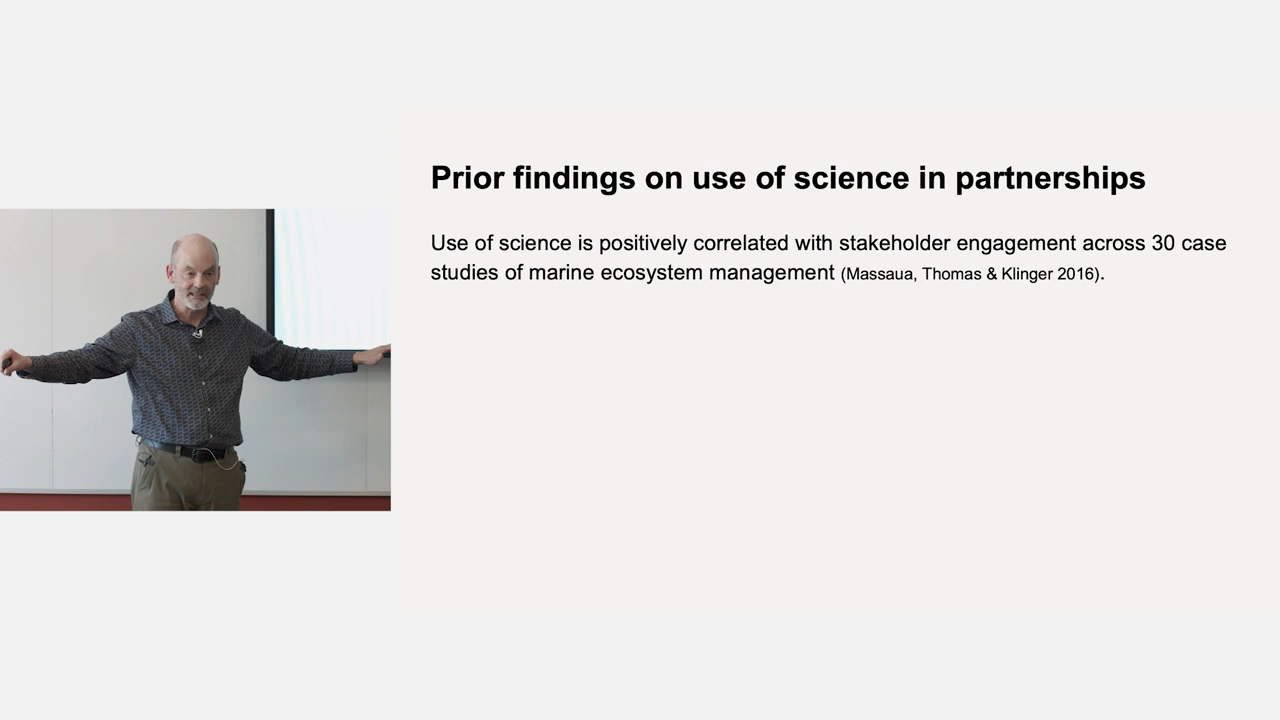 Prior findings on use of science in partnerships
Use of science is positively correlated with stakeholder engagement across 30 case
studies of marine ecosystem management (Massaua, Thomas & Klinger 2016).